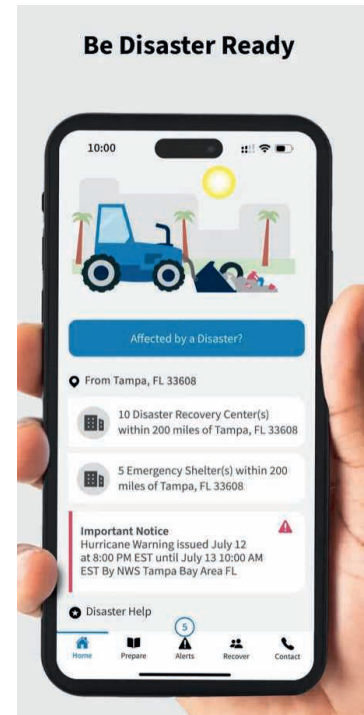 Be Disaster Ready
10:00
Affected by a Disaster?
From Tampa, FL 33608
10 Disaster Recovery Center(s)
within 200 miles of Tampa, FL 33608
5 Emergency Shelter(s) within 200
miles of Tampa, FL 33608
Important Notice
Hurricane Warning issued July 12
at 8:00 PM EST until July 13 10:00 AM
EST By NWS Tampa Bay Area FL
Disaster Help
5
Home Prepare Alerts Recover Contact